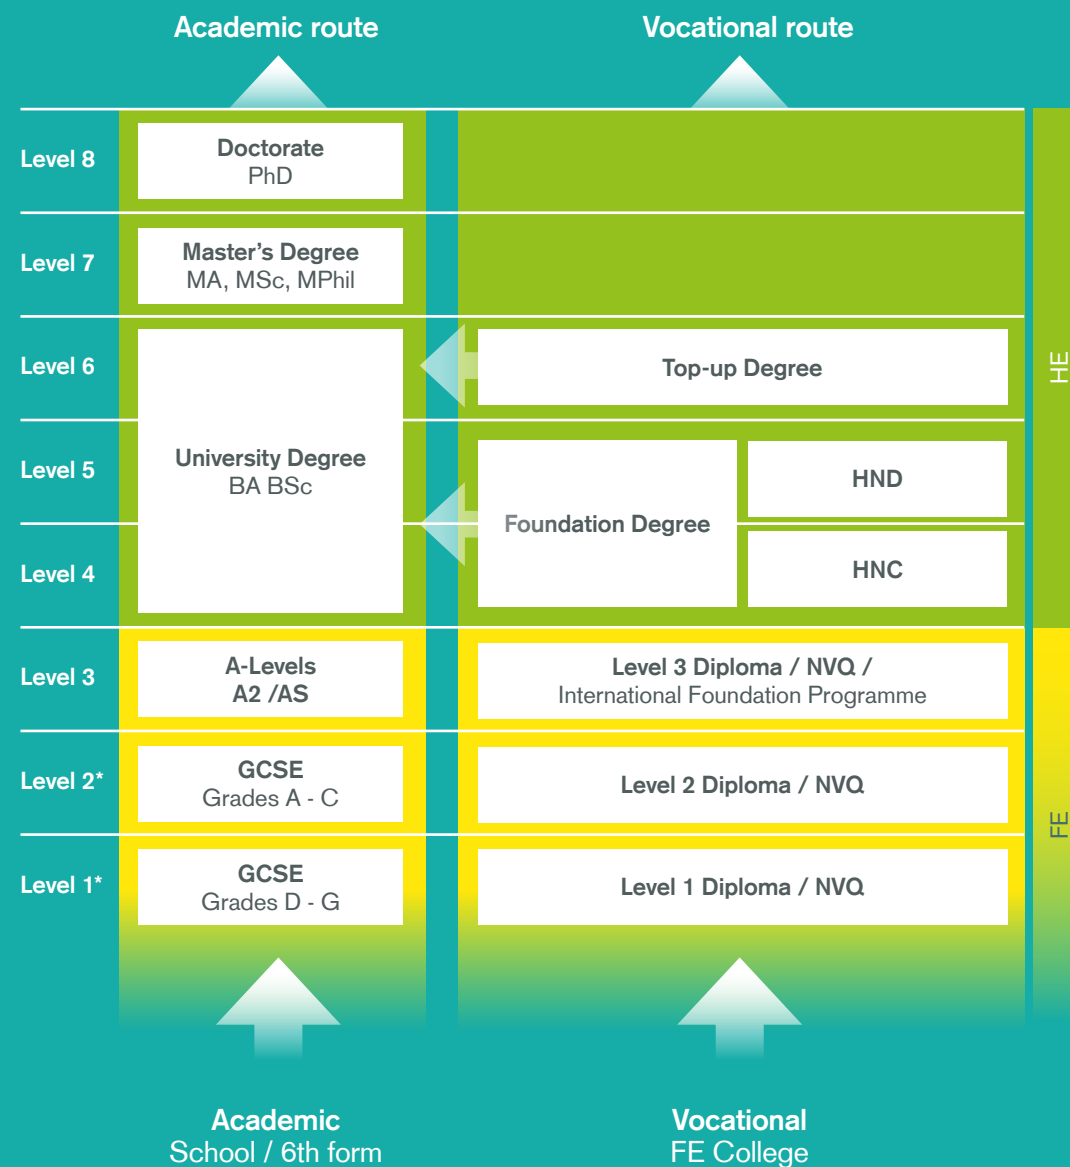 Academic route
Vocational route
Level 8
Doctorate
PhD
Level 7
Master’s Degree
MA, MSc, MPhil
Level 6
Top-up Degree
HE
Level 5
University Degree
BA BSc
HND
Foundation Degree
Level 4
HNC
Level 3
A-Levels
A2 /AS
Level 3 Diploma / NVQ /
International Foundation Programme
Level 2*
GCSE
Grades A - C
Level 2 Diploma / NVQ
FE
Level 1*
GCSE
Grades D - G
Level 1 Diploma / NVQ
Academic
School / 6th form
Vocational
FE College